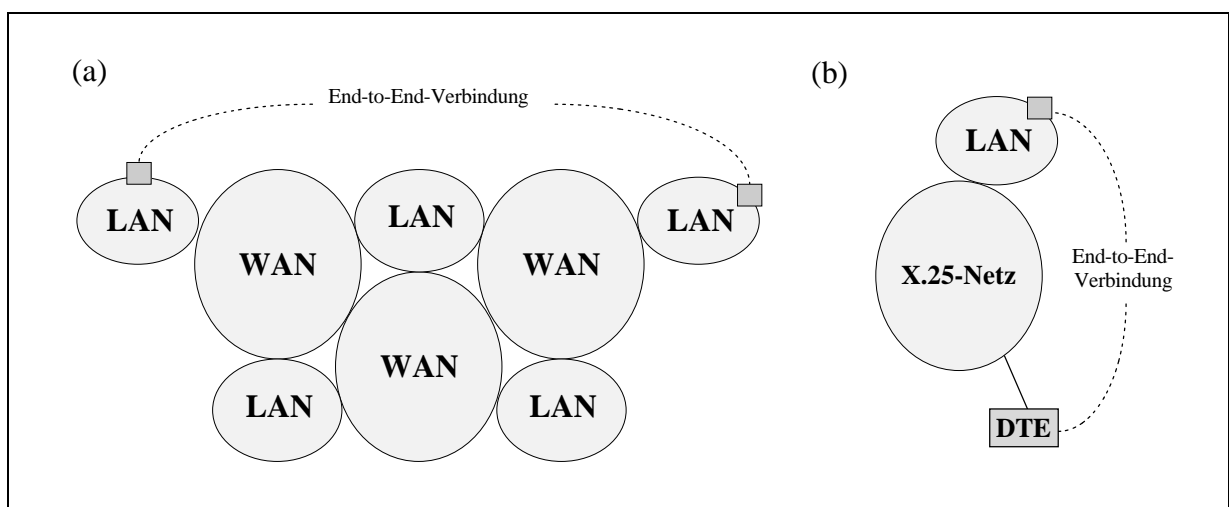 (a)
End-to-End-Verbindung
LAN
WAN
LAN
WAN
LAN
WAN
LAN
LAN
(b)
LAN
X.25-Netz
End-to-End-
Verbindung
DTE